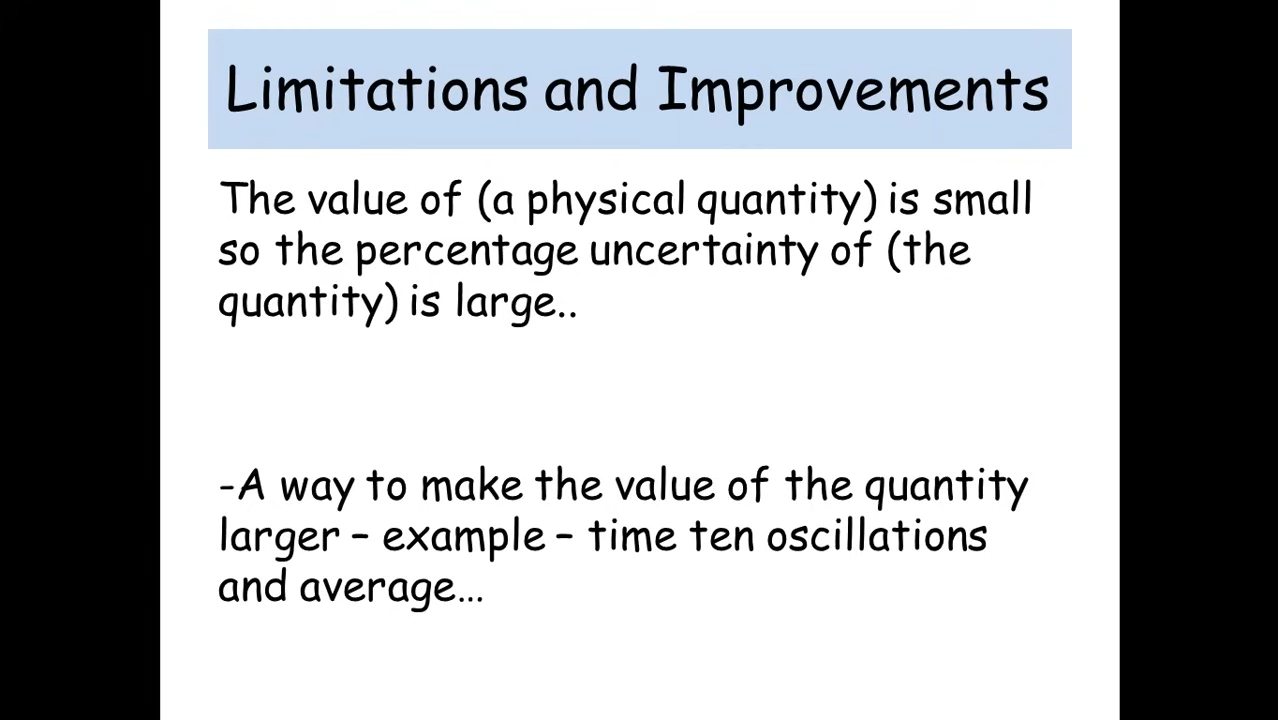 Limitations and Improvements
The value of (a physical quantity) is small
so the percentage uncertainty of (the
quantity) is large..
-A way to make the value of the quantity
larger – example – time ten oscillations
and average…